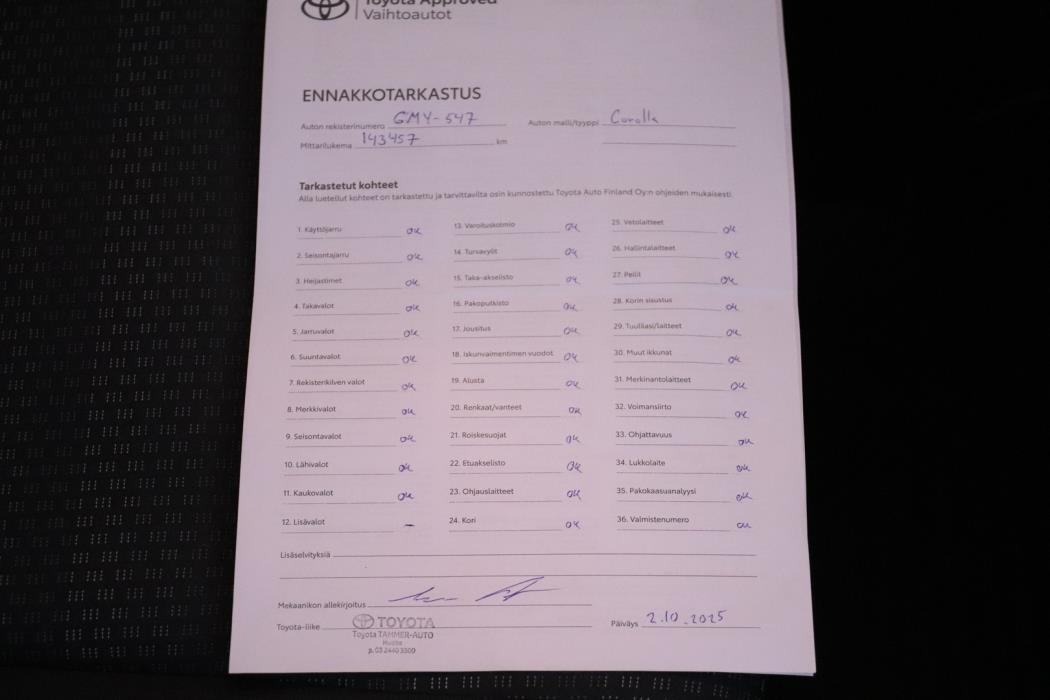 Toyota Approved
Vaihtoautot
ENNAKKOTARKASTUS
Auton rekisterinumero GMY-547
Auton malli/tyyppi Corolla
Mittarilukema 143457 km
Tarkastetut kohteet
Alla luetellut kohteet on tarkastettu ja tarvittavilta osin kunnostettu Toyota Auto Finland Oy:n ohjeiden mukaisesti.
1. Käyttöjarru OK
2. Seisontajarru OK
3. Heijastimet OK
4. Takavalot OK
5. Jarruvalot OK
6. Suuntavalot OK
7. Rekisterikilven valot OK
8. Merkkivalot OK
9. Seisontavalot OK
10. Lähivalot OK
11. Kaukovalot OK
12. Lisävalot –
13. Varoituskolmio OK
14. Turvavyöt OK
15. Taka-akselisto OK
16. Pakoputkisto OK
17. Jousitus OK
18. Iskunvaimentimen vuodot OK
19. Alusta OK
20. Renkaat/vanteet OK
21. Roiskesuojat OK
22. Etuakselisto OK
23. Ohjauslaitteet OK
24. Kori OK
25. Vetolaitteet OK
26. Hallintalaitteet OK
27. Peilit OK
28. Korin sisustus OK
29. Tuulilasi/laitteet OK
30. Muut ikkunat OK
31. Merkinantolaitteet OK
32. Voimansiirto OK
33. Ohjattavuus OK
34. Lukkolaite OK
35. Pakokaasuanalyysi OK
36. Valmistenumero OK
Lisäselvityksiä
Mekaanikon allekirjoitus
Toyota-liike
TOYOTA
Toyota TAMMER-AUTO
p. 03 2440 3300
Päiväys 2.10.2025